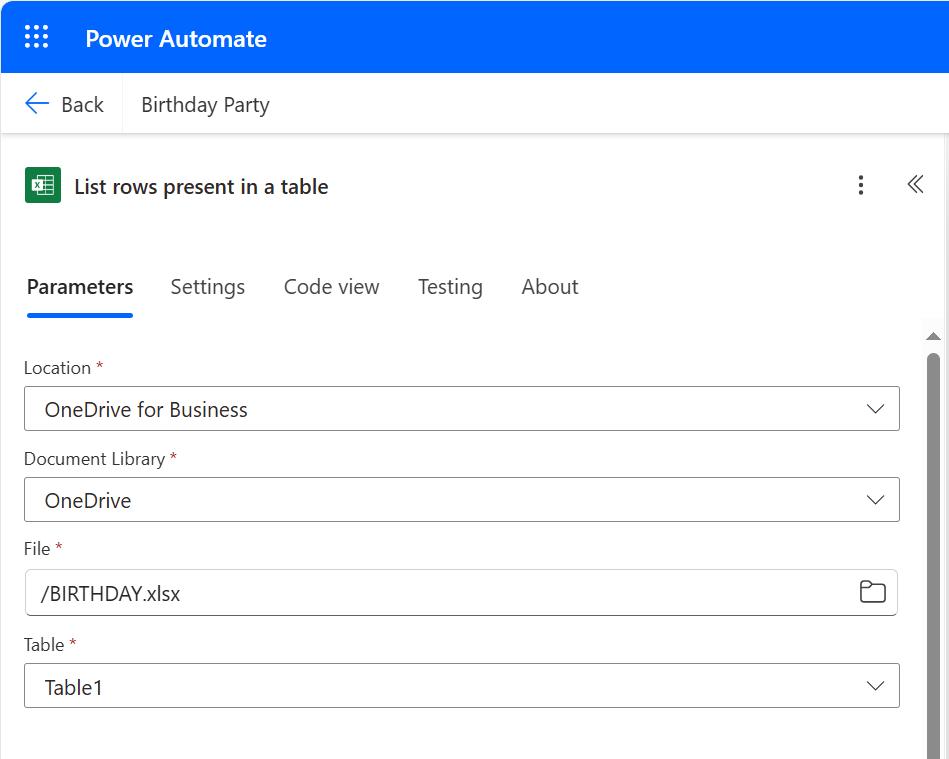 Power Automate
Back Birthday Party
List rows present in a table
Parameters Settings Code view Testing About
Location *
OneDrive for Business
Document Library *
OneDrive
File *
/BIRTHDAY.xlsx
Table *
Table1